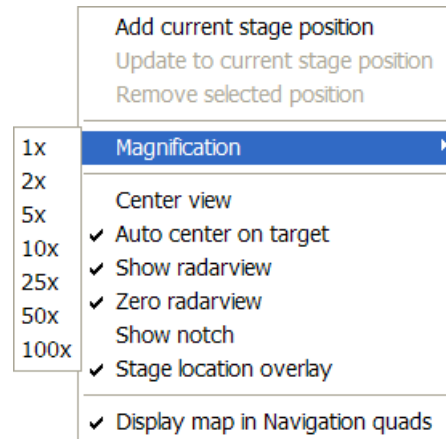 Add current stage position
Update to current stage position
Remove selected position
Magnification
1x
2x
5x
10x
25x
50x
100x
Center view
Auto center on target
Show radarview
Zero radarview
Show notch
Stage location overlay
Display map in Navigation quads